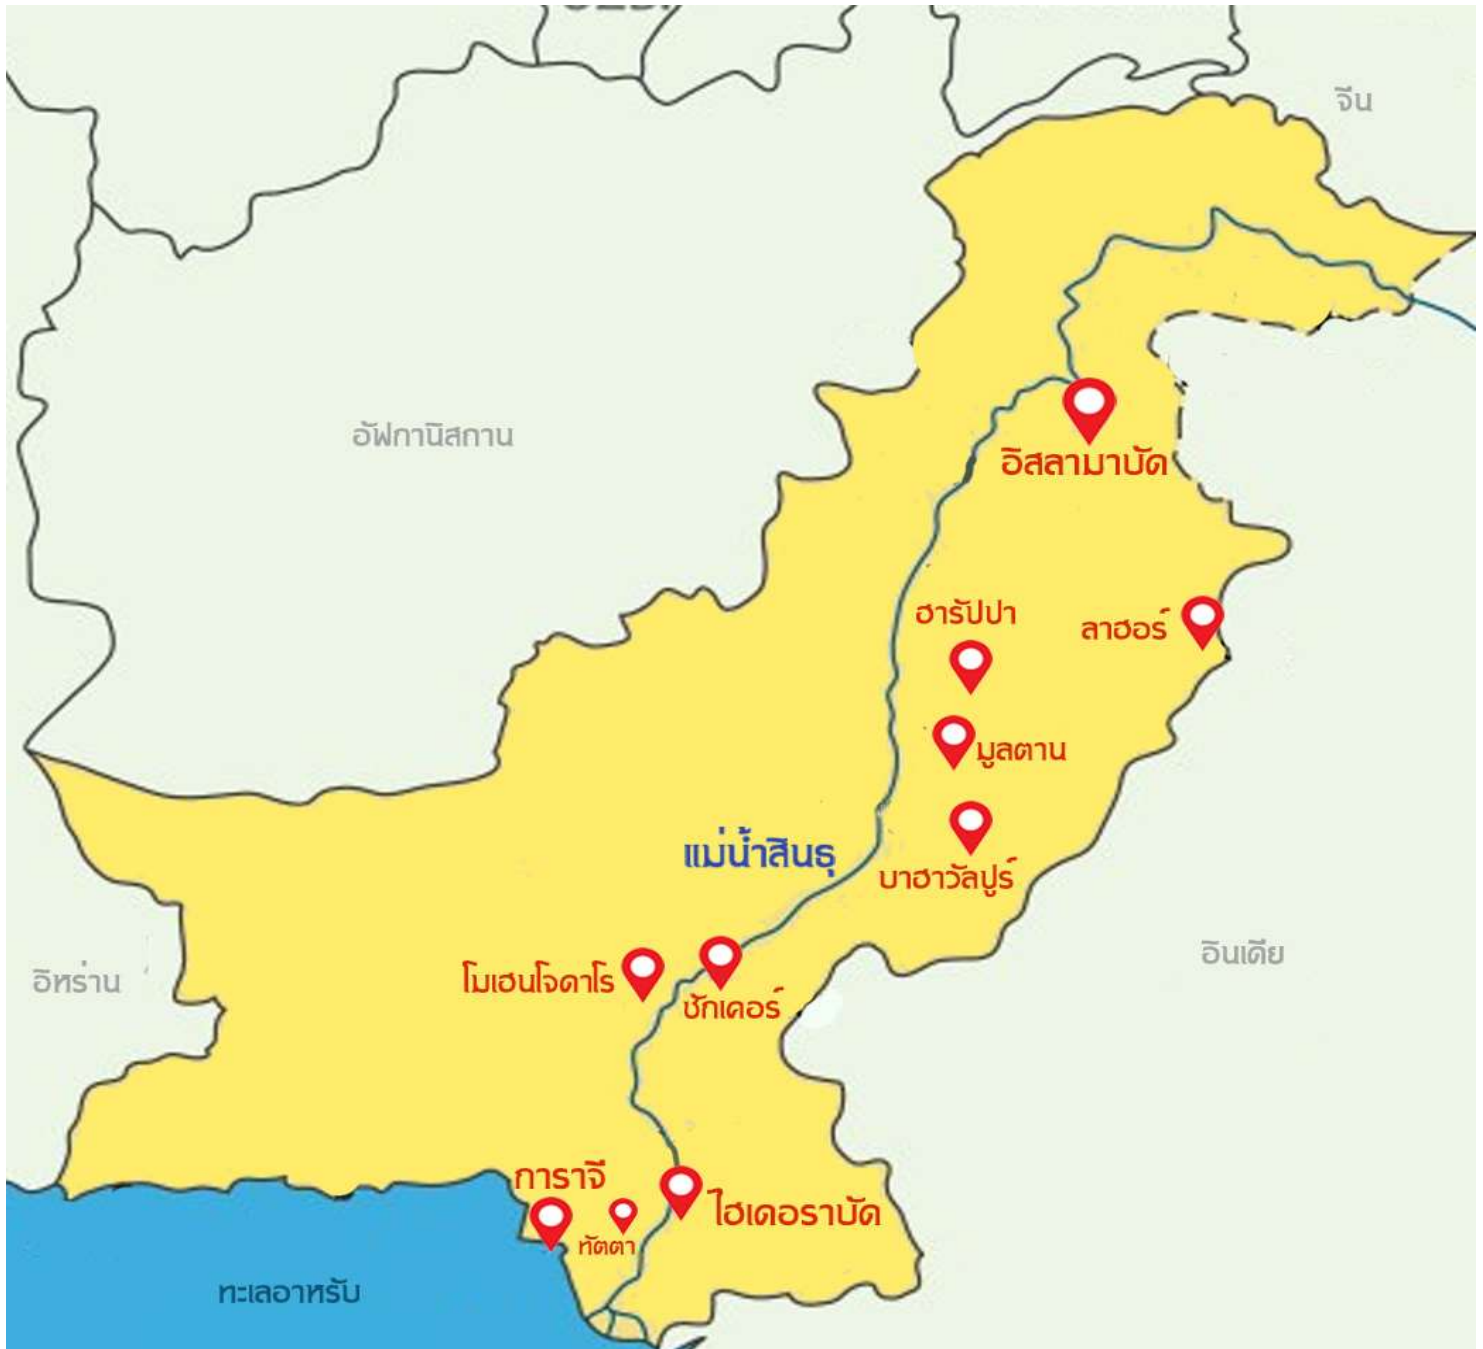 จีน
อัฟกานิสถาน
อิสลามาบัด
ฮารัปปา
ลาฮอร์
มูลตาน
แม่น้ำสินธุ
บาฮาวัลปูร์
อินเดีย
อิหร่าน
โมเฮนโจดาโร
ซักเคอร์
การาจี
ไฮเดอราบัด
ทัตตา
ทะเลอาหรับ